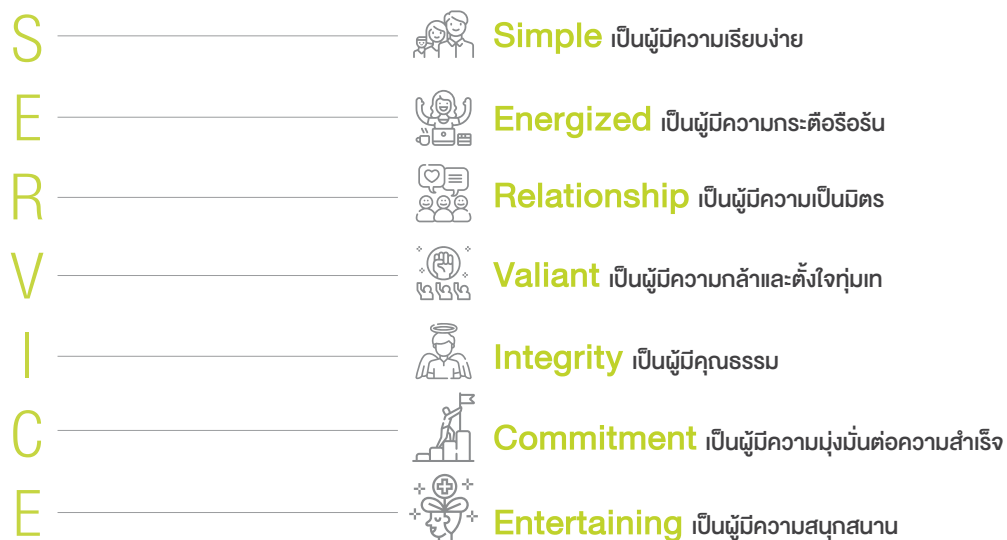 S Simple เป็นผู้มีความเรียบง่าย
E Energized เป็นผู้มีความกระตือรือร้น
R Relationship เป็นผู้มีความเป็นมิตร
V Valiant เป็นผู้มีความกล้าและตั้งใจทุ่มเท
I Integrity เป็นผู้มีคุณธรรม
C Commitment เป็นผู้มีความมุ่งมั่นต่อความสำเร็จ
E Entertaining เป็นผู้มีความสนุกสนาน